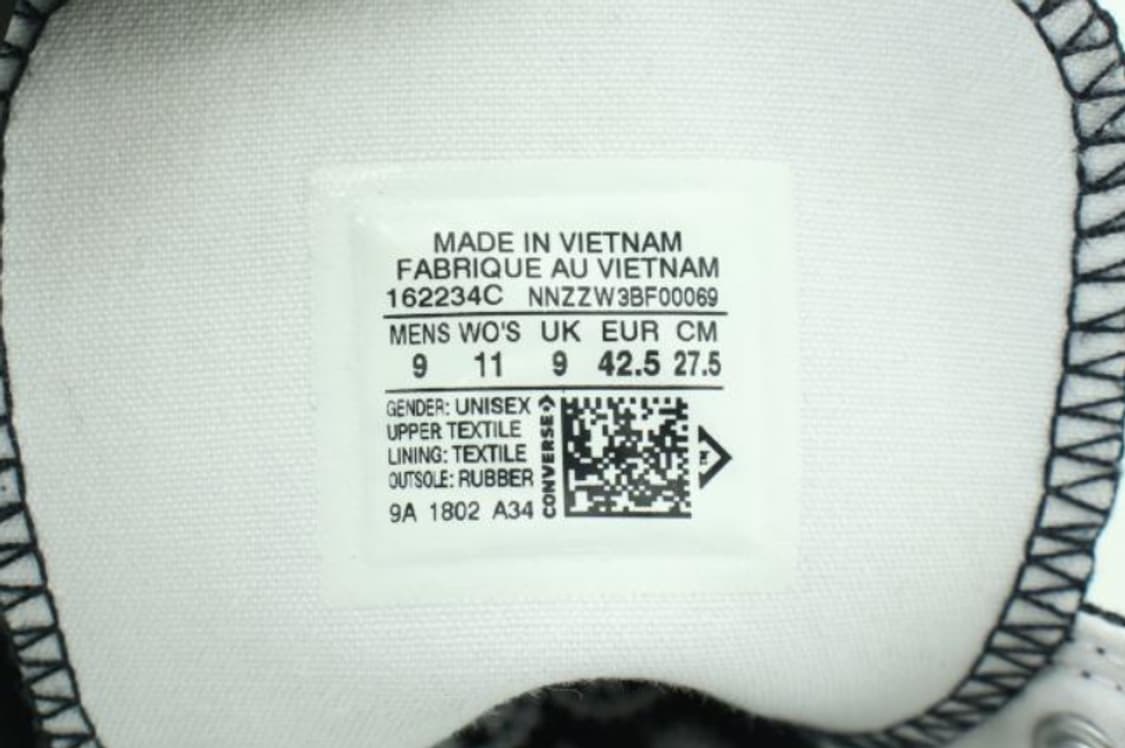 MADE IN VIETNAM
FABRIQUE AU VIETNAM
162234C NNZZW3BF00069
MENS WO'S UK EUR CM
9 11 9 42.5 27.5
GENDER: UNISEX
UPPER TEXTILE
LINING: TEXTILE
OUTSOLE: RUBBER
9A 1802 A34
CONVERSE
TM